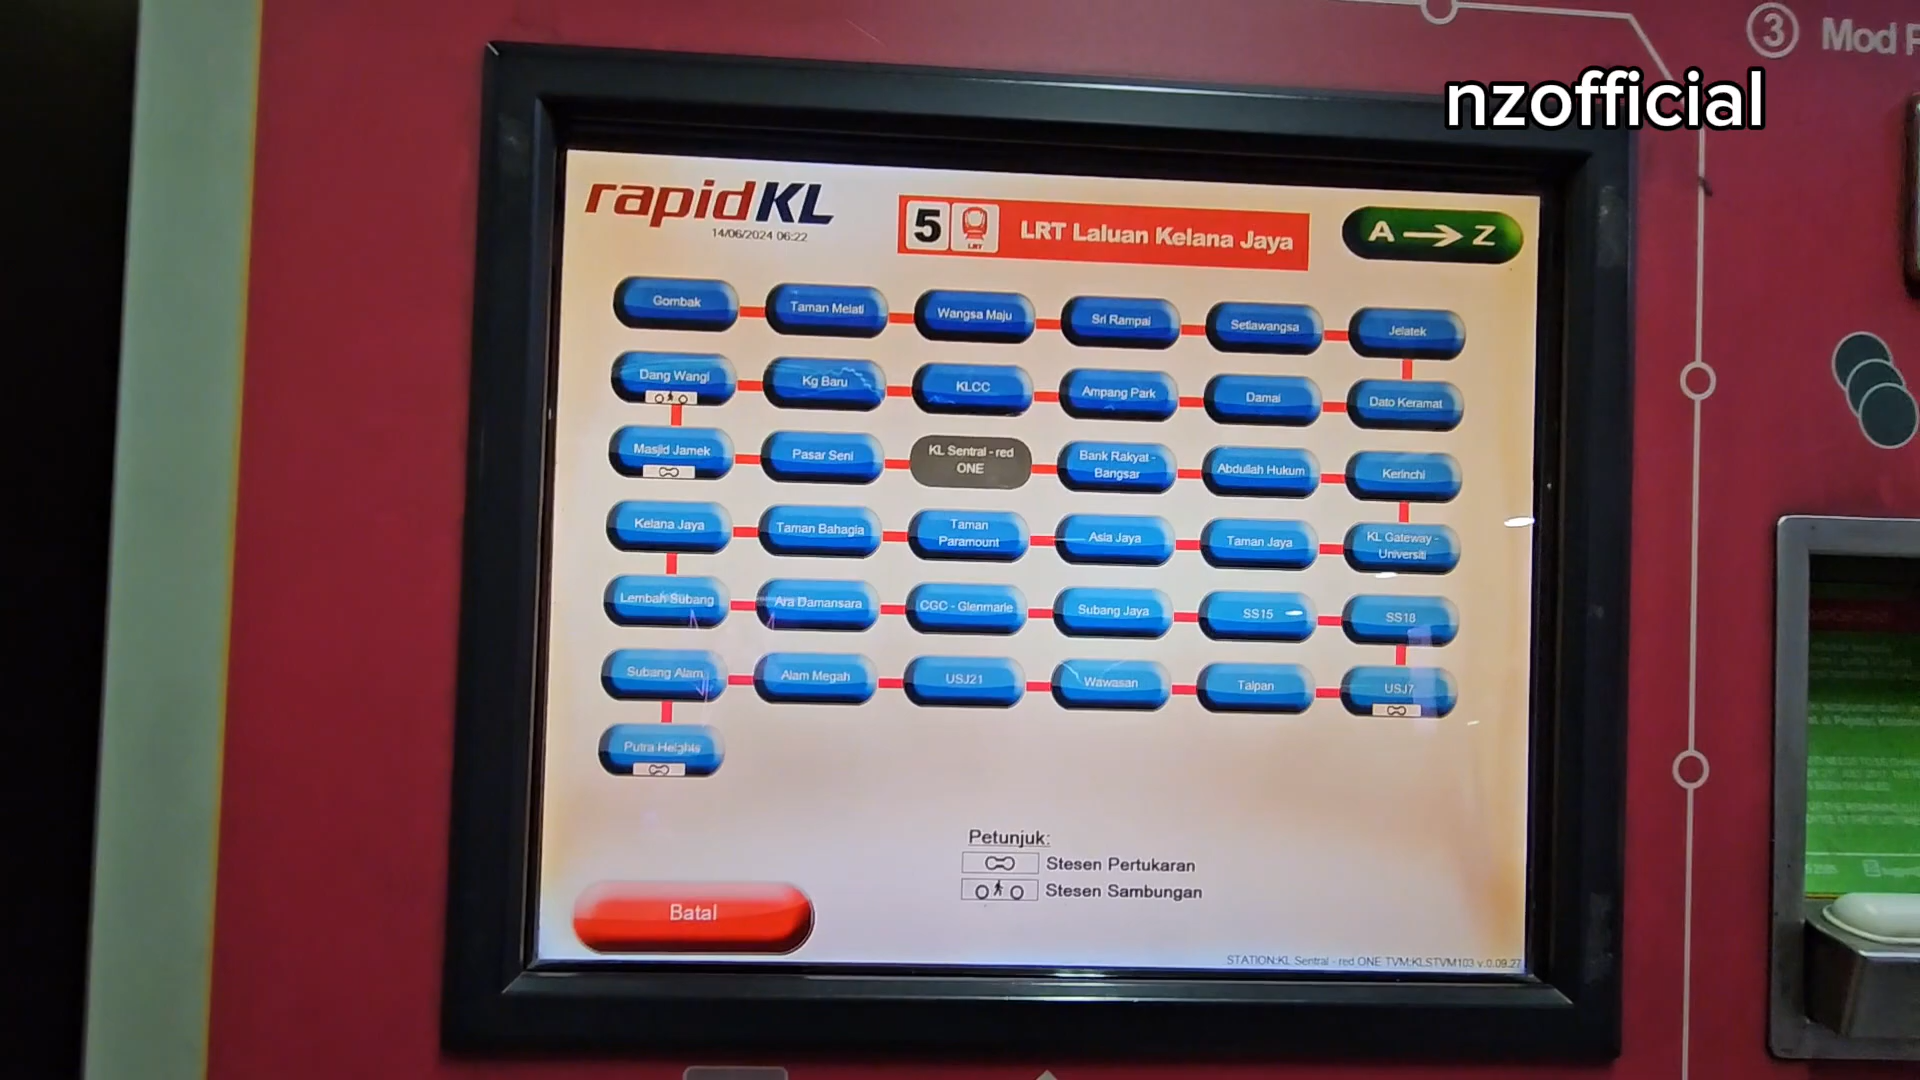 3 Mod
nzofficial
rapidKL
14/06/2024 06:22
5 LRT LRT Laluan Kelana Jaya
A → Z
Gombak
Taman Melati
Wangsa Maju
Sri Rampai
Setiawangsa
Jelatek
Dang Wangi
Kg Baru
KLCC
Ampang Park
Damai
Dato Keramat
Masjid Jamek
Pasar Seni
KL Sentral - red
ONE
Bank Rakyat -
Bangsar
Abdullah Hukum
Kerinchi
Kelana Jaya
Taman Bahagia
Taman
Paramount
Asia Jaya
Taman Jaya
KL Gateway -
Universiti
Lembah Subang
Ara Damansara
CGC - Glenmarie
Subang Jaya
SS15
SS18
Subang Alam
Alam Megah
USJ21
Wawasan
Taipan
USJ7
Putra Heights
Petunjuk:
Stesen Pertukaran
Stesen Sambungan
Batal
STATION:KL Sentral - red ONE TVM:KLSTVM103 v.0.09.27